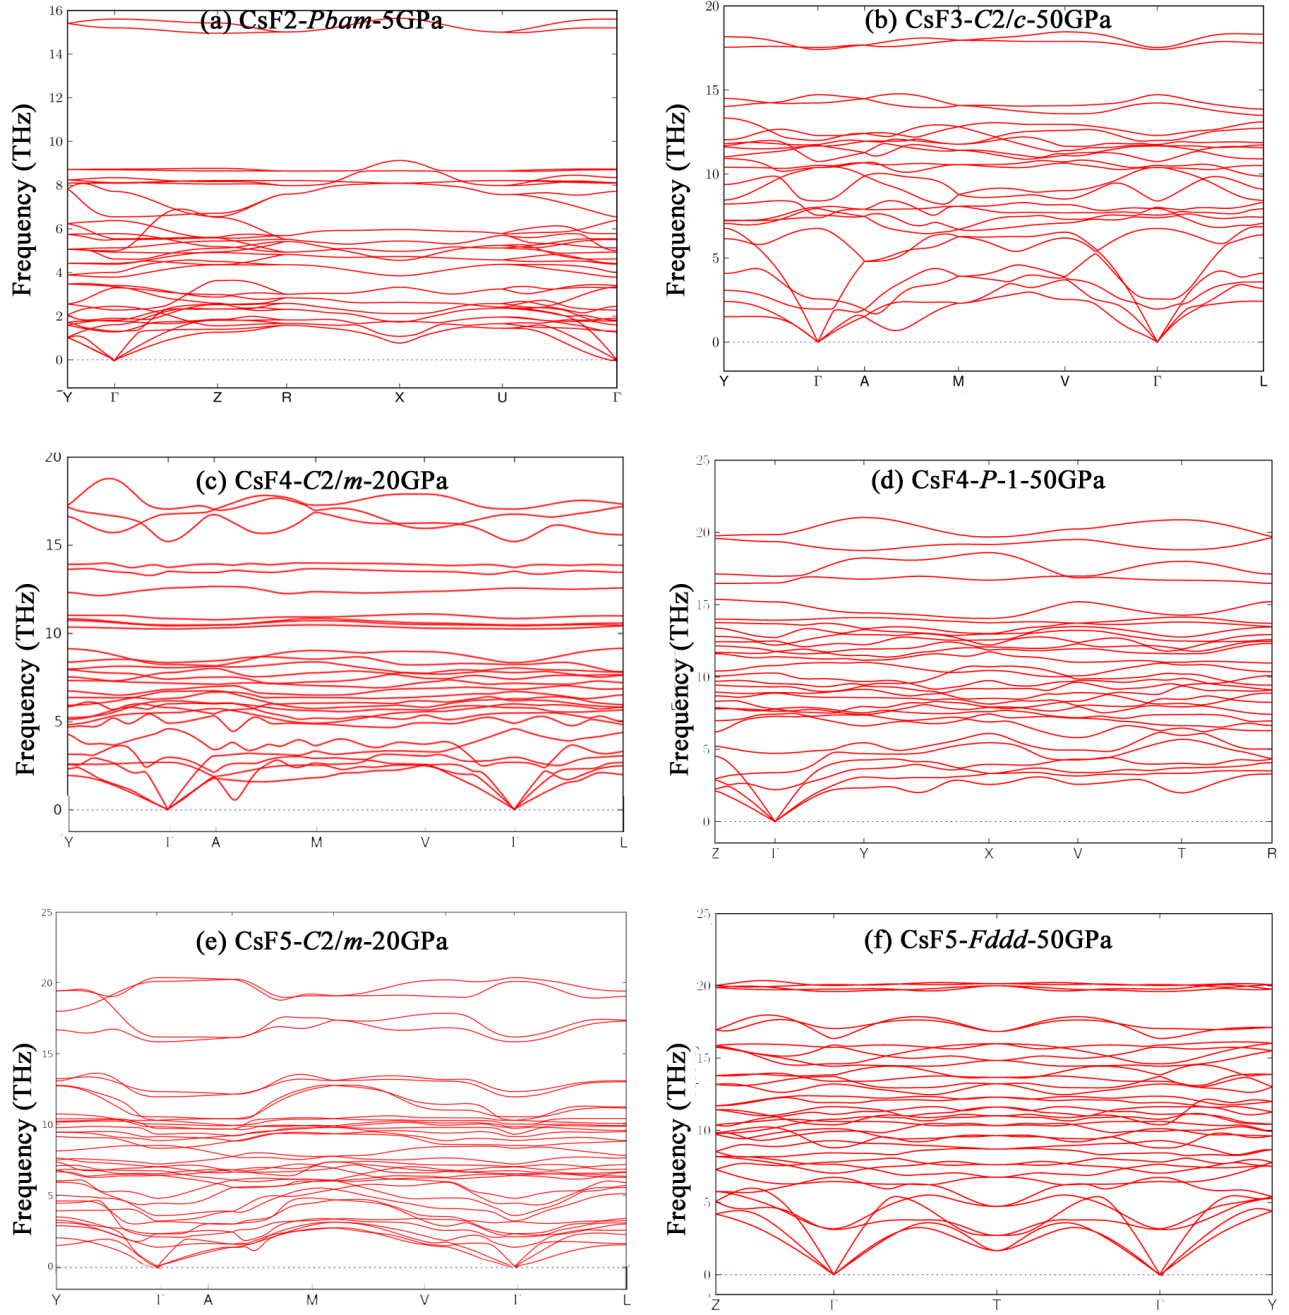 (a) CsF2-Pbam-5GPa
Frequency (THz)
16
14
12
10
8
6
4
2
0
Y Γ Z R X U Γ
(b) CsF3-C2/c-50GPa
Frequency (THz)
20
15
10
5
0
Y Γ A M V Γ L
(c) CsF4-C2/m-20GPa
Frequency (THz)
20
15
10
5
0
Y Γ A M V Γ L
(d) CsF4-P-1-50GPa
Frequency (THz)
25
20
15
10
5
0
Z Γ Y X V T R
(e) CsF5-C2/m-20GPa
Frequency (THz)
25
20
15
10
5
0
Y Γ A M V Γ L
(f) CsF5-Fddd-50GPa
Frequency (THz)
25
20
15
10
5
0
Z Γ T Γ Y